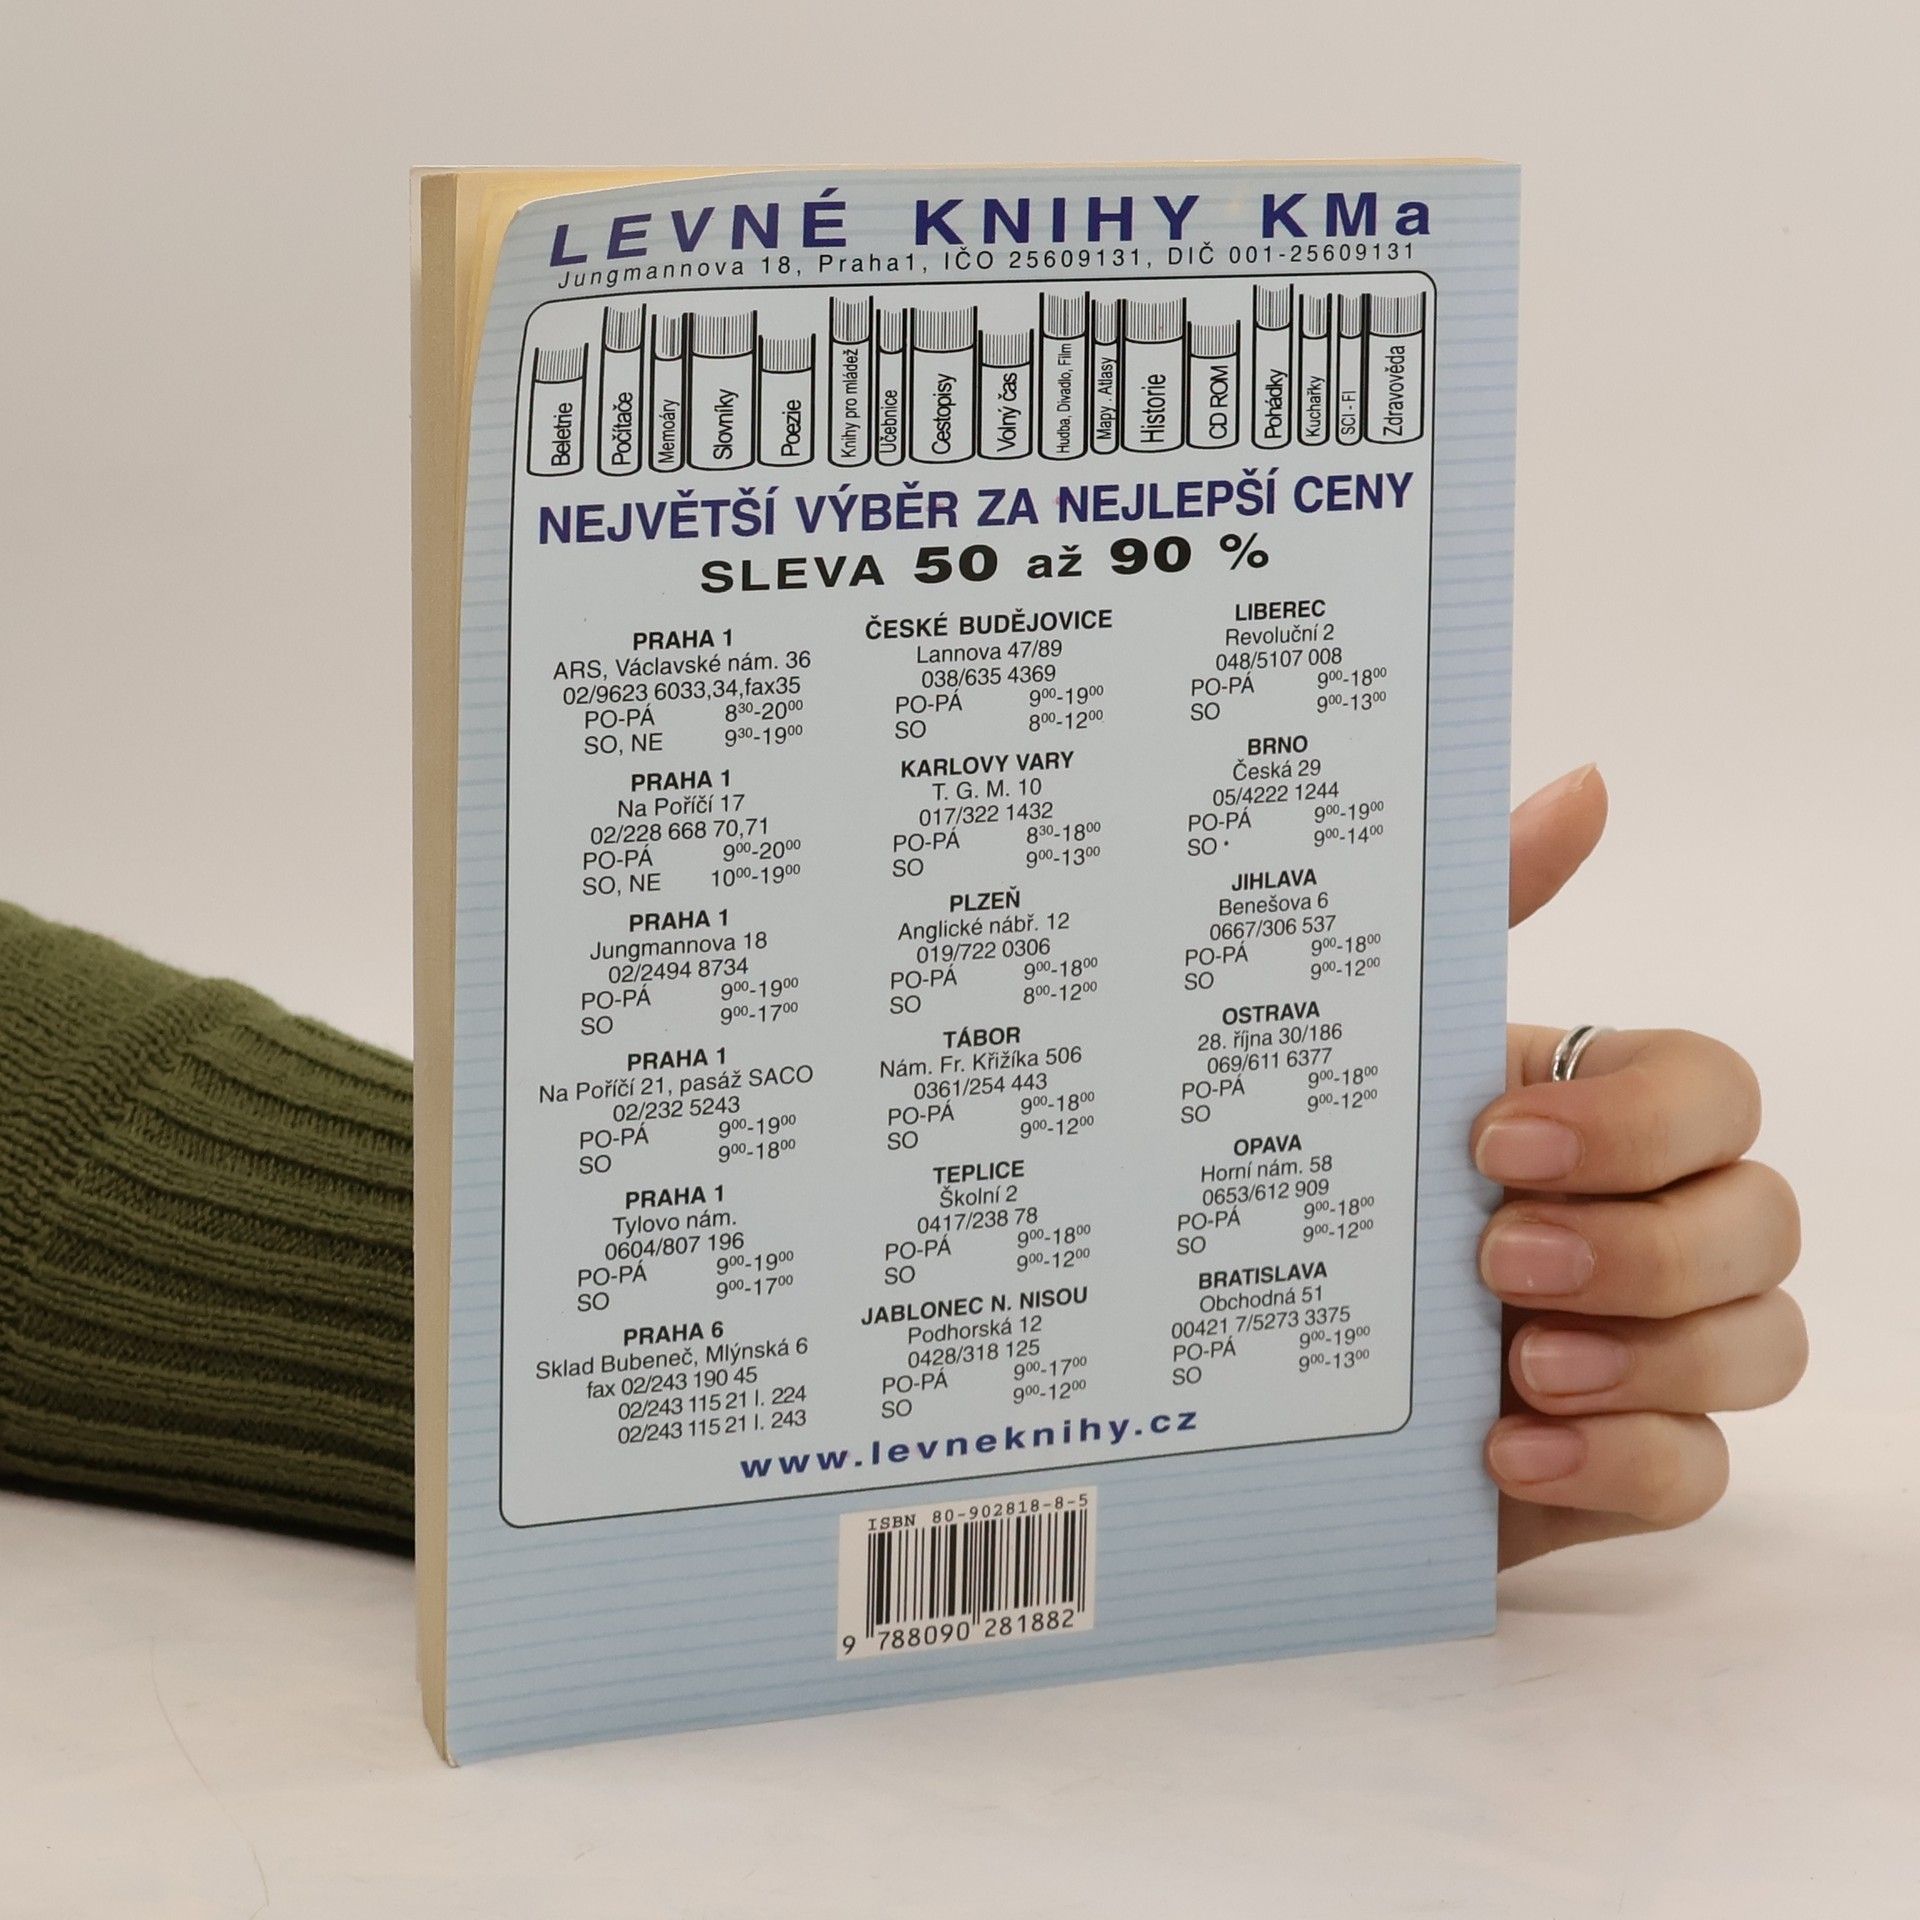 LEVNÉ KNIHY KMa
Jungmannova 18, Praha1, IČO 25609131, DIČ 001-25609131
Beletrie
Počítače
Memoáry
Slovníky
Poezie
Knihy pro mládež
Učebnice
Cestopisy
Volný čas
Hudba, Divadlo, Film
Mapy . Atlasy
Historie
CD ROM
Pohádky
Kuchařky
SCI - FI
Zdravověda
NEJVĚTŠÍ VÝBĚR ZA NEJLEPŠÍ CENY
SLEVA 50 až 90 %
PRAHA 1
ARS, Václavské nám. 36
02/9623 6033,34,fax35
PO-PÁ 8³⁰-20⁰⁰
SO, NE 9³⁰-19⁰⁰
PRAHA 1
Na Poříčí 17
02/228 668 70,71
PO-PÁ 9⁰⁰-20⁰⁰
SO, NE 10⁰⁰-19⁰⁰
PRAHA 1
Jungmannova 18
02/2494 8734
PO-PÁ 9⁰⁰-19⁰⁰
SO 9⁰⁰-17⁰⁰
PRAHA 1
Na Poříčí 21, pasáž SACO
02/232 5243
PO-PÁ 9⁰⁰-19⁰⁰
SO 9⁰⁰-18⁰⁰
PRAHA 1
Tylovo nám.
0604/807 196
PO-PÁ 9⁰⁰-19⁰⁰
SO 9⁰⁰-17⁰⁰
PRAHA 6
Sklad Bubeneč, Mlýnská 6
fax 02/243 190 45
02/243 115 21 l. 224
02/243 115 21 l. 243
ČESKÉ BUDĚJOVICE
Lannova 47/89
038/635 4369
PO-PÁ 9⁰⁰-19⁰⁰
SO 8⁰⁰-12⁰⁰
KARLOVY VARY
T. G. M. 10
017/322 1432
PO-PÁ 8³⁰-18⁰⁰
SO 9⁰⁰-13⁰⁰
PLZEŇ
Anglické nábř. 12
019/722 0306
PO-PÁ 9⁰⁰-18⁰⁰
SO 8⁰⁰-12⁰⁰
TÁBOR
Nám. Fr. Křižíka 506
0361/254 443
PO-PÁ 9⁰⁰-18⁰⁰
SO 9⁰⁰-12⁰⁰
TEPLICE
Školní 2
0417/238 78
PO-PÁ 9⁰⁰-18⁰⁰
SO 9⁰⁰-12⁰⁰
JABLONEC N. NISOU
Podhorská 12
0428/318 125
PO-PÁ 9⁰⁰-17⁰⁰
SO 9⁰⁰-12⁰⁰
LIBEREC
Revoluční 2
048/5107 008
PO-PÁ 9⁰⁰-18⁰⁰
SO 9⁰⁰-13⁰⁰
BRNO
Česká 29
05/4222 1244
PO-PÁ 9⁰⁰-19⁰⁰
SO 9⁰⁰-14⁰⁰
JIHLAVA
Benešova 6
0667/306 537
PO-PÁ 9⁰⁰-18⁰⁰
SO 9⁰⁰-12⁰⁰
OSTRAVA
28. října 30/186
069/611 6377
PO-PÁ 9⁰⁰-18⁰⁰
SO 9⁰⁰-12⁰⁰
OPAVA
Horní nám. 58
0653/612 909
PO-PÁ 9⁰⁰-18⁰⁰
SO 9⁰⁰-12⁰⁰
BRATISLAVA
Obchodná 51
00421 7/5273 3375
PO-PÁ 9⁰⁰-19⁰⁰
SO 9⁰⁰-13⁰⁰
www.levneknihy.cz
ISBN 80-902818-8-5
9 788090 281882